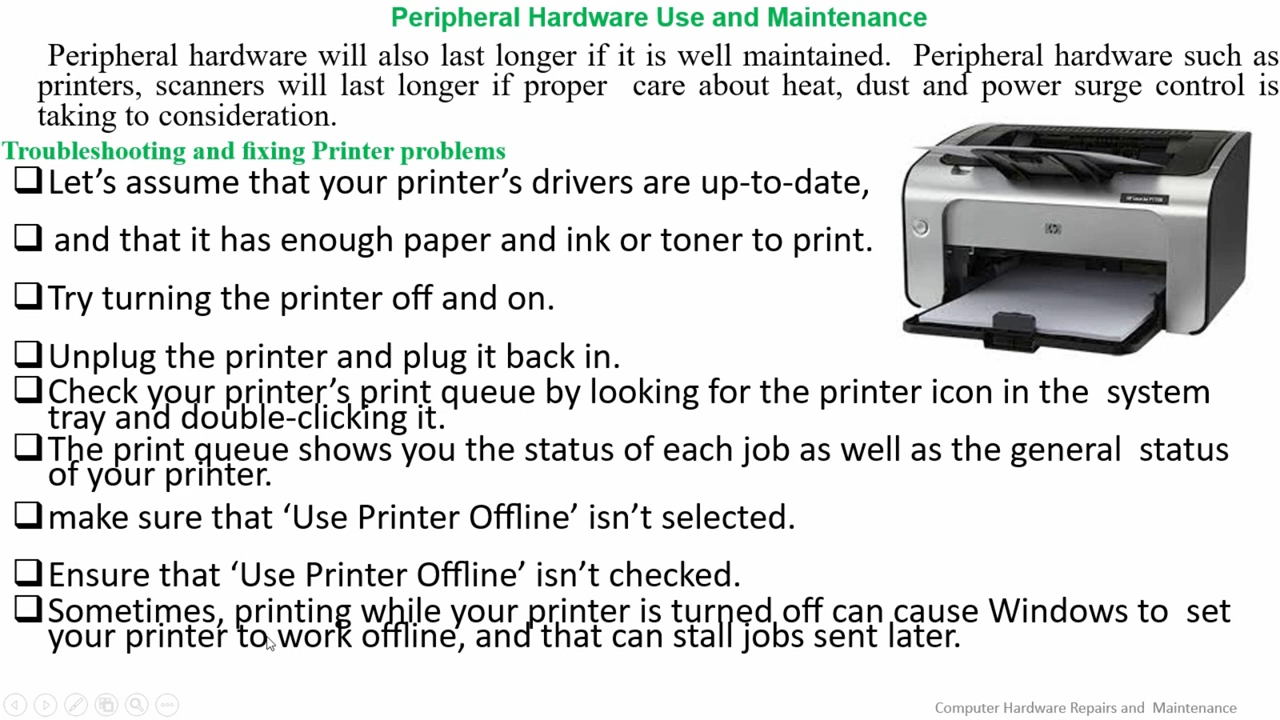 Peripheral Hardware Use and Maintenance
Peripheral hardware will also last longer if it is well maintained. Peripheral hardware such as
printers, scanners will last longer if proper care about heat, dust and power surge control is
taking to consideration.
Troubleshooting and fixing Printer problems
Let’s assume that your printer’s drivers are up-to-date,
and that it has enough paper and ink or toner to print.
Try turning the printer off and on.
Unplug the printer and plug it back in.
Check your printer’s print queue by looking for the printer icon in the system
tray and double-clicking it.
The print queue shows you the status of each job as well as the general status
of your printer.
make sure that ‘Use Printer Offline’ isn’t selected.
Ensure that ‘Use Printer Offline’ isn’t checked.
Sometimes, printing while your printer is turned off can cause Windows to set
your printer to work offline, and that can stall jobs sent later.
Computer Hardware Repairs and Maintenance